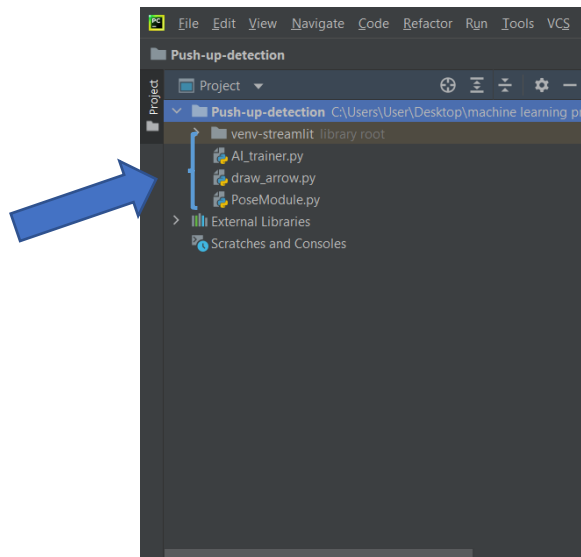 PC File Edit View Navigate Code Refactor Run Tools VCS
Push-up-detection
Project
Project
Push-up-detection C:\Users\User\Desktop\machine learning pr
venv-streamlit library root
AI_trainer.py
draw_arrow.py
PoseModule.py
External Libraries
Scratches and Consoles